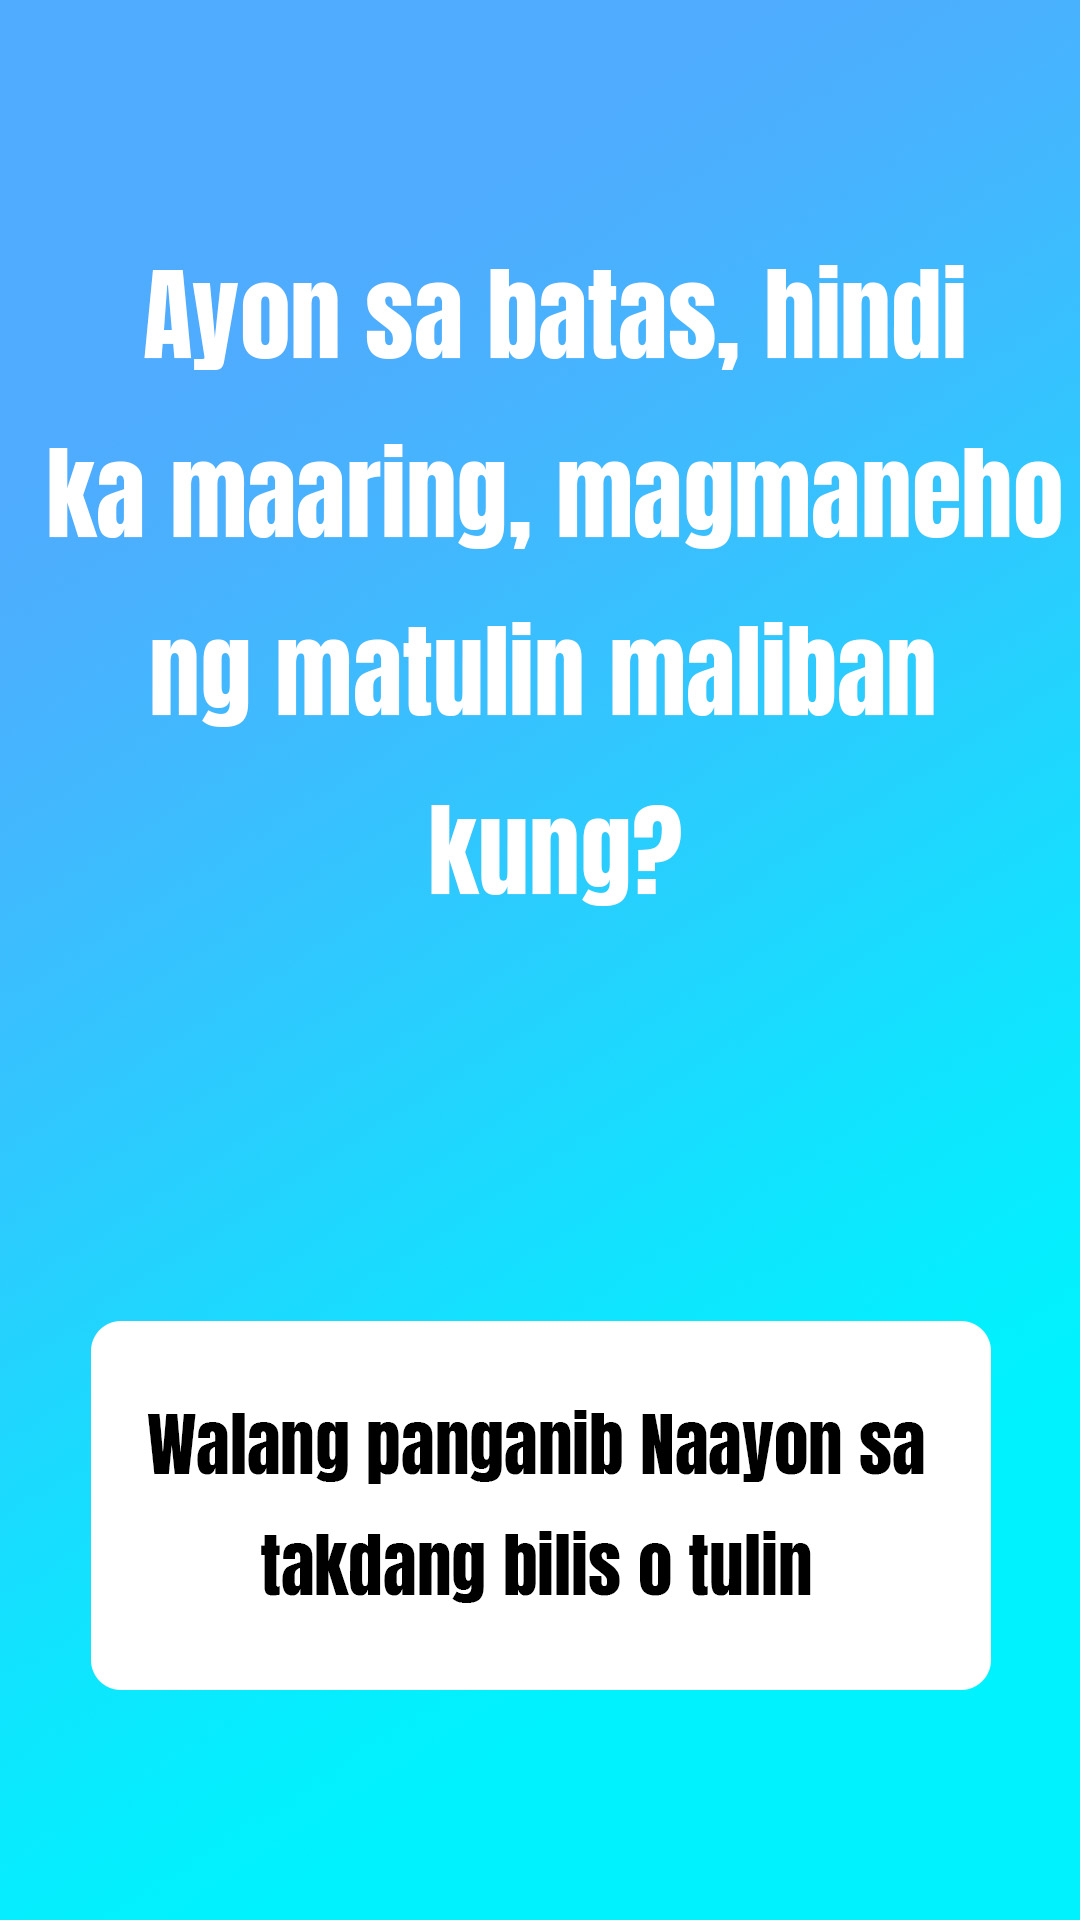 Ayon sa batas, hindi
ka maaring, magmaneho
ng matulin maliban
kung?
Walang panganib Naayon sa
takdang bilis o tulin